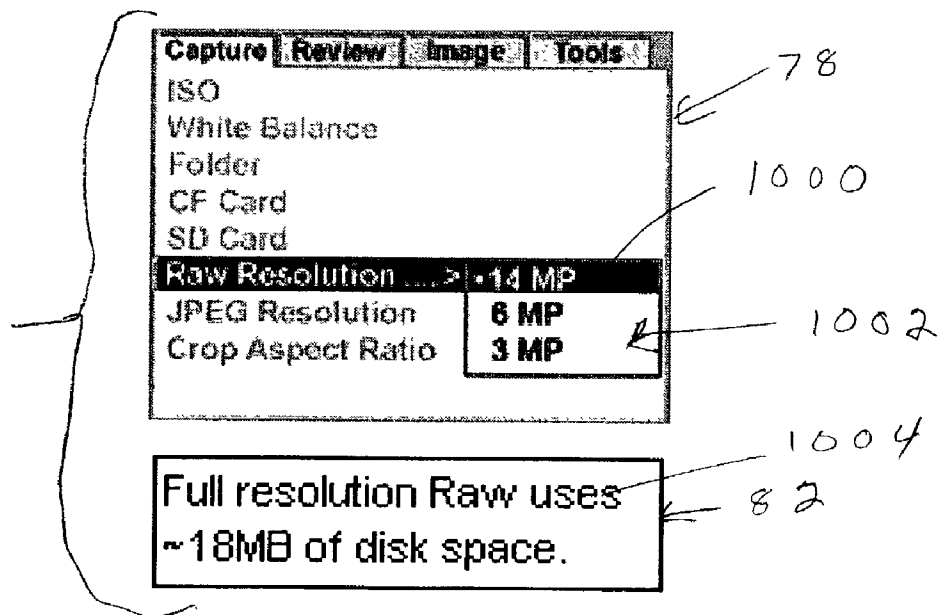 Capture Review Image Tools
78
ISO
White Balance
Folder
1000
CF Card
SD Card
Raw Resolution ....> •14 MP
JPEG Resolution 6 MP
1002
Crop Aspect Ratio 3 MP
1004
Full resolution Raw uses
82
~18MB of disk space.